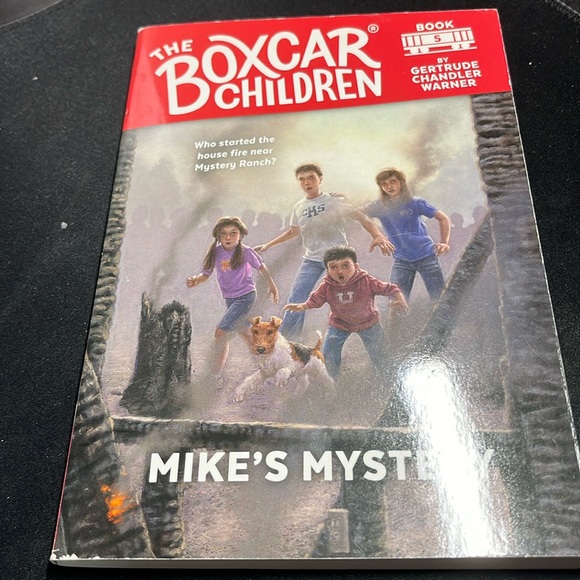 THE
BOXCAR®
CHILDREN
BOOK
5
BY
GERTRUDE
CHANDLER
WARNER
Who started the
house fire near
Mystery Ranch?
CHS
U
MIKE'S MYSTERY